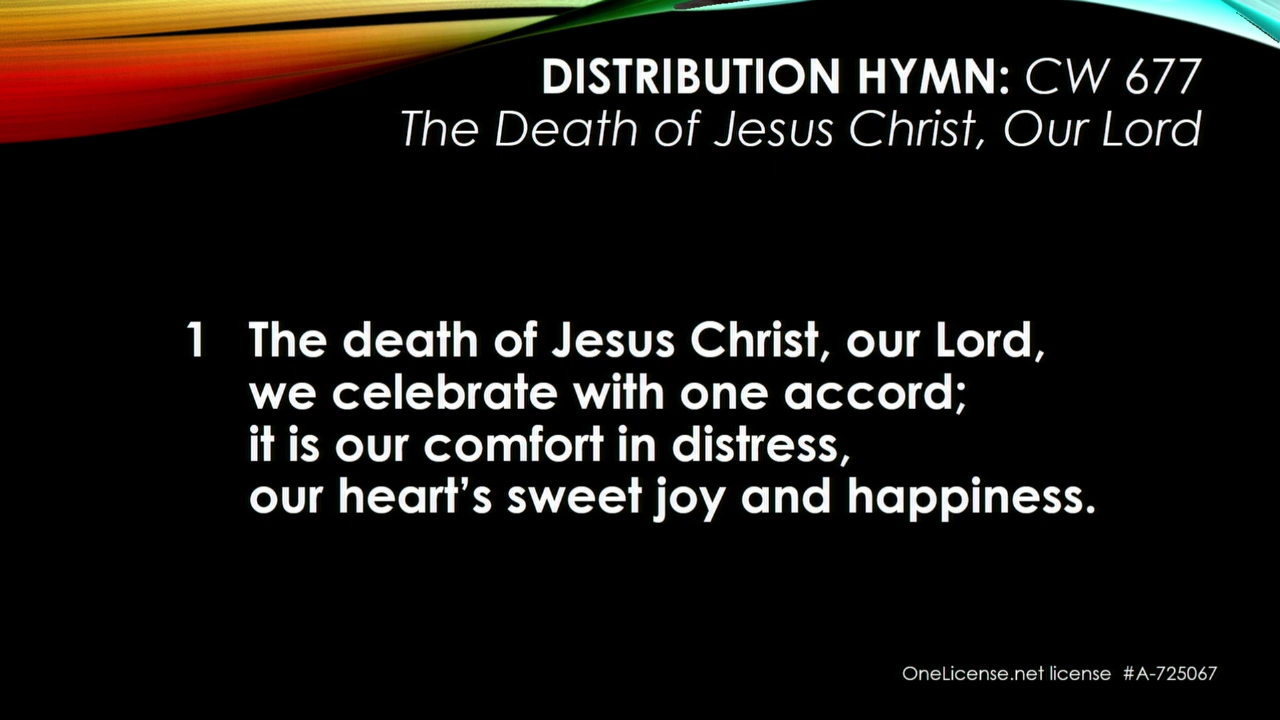 DISTRIBUTION HYMN: CW 677
The Death of Jesus Christ, Our Lord
1 The death of Jesus Christ, our Lord,
we celebrate with one accord;
it is our comfort in distress,
our heart’s sweet joy and happiness.
OneLicense.net license #A-725067